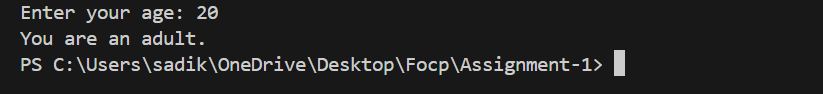 Enter your age: 20
You are an adult.
PS C:\Users\sadik\OneDrive\Desktop\Focp\Assignment-1>